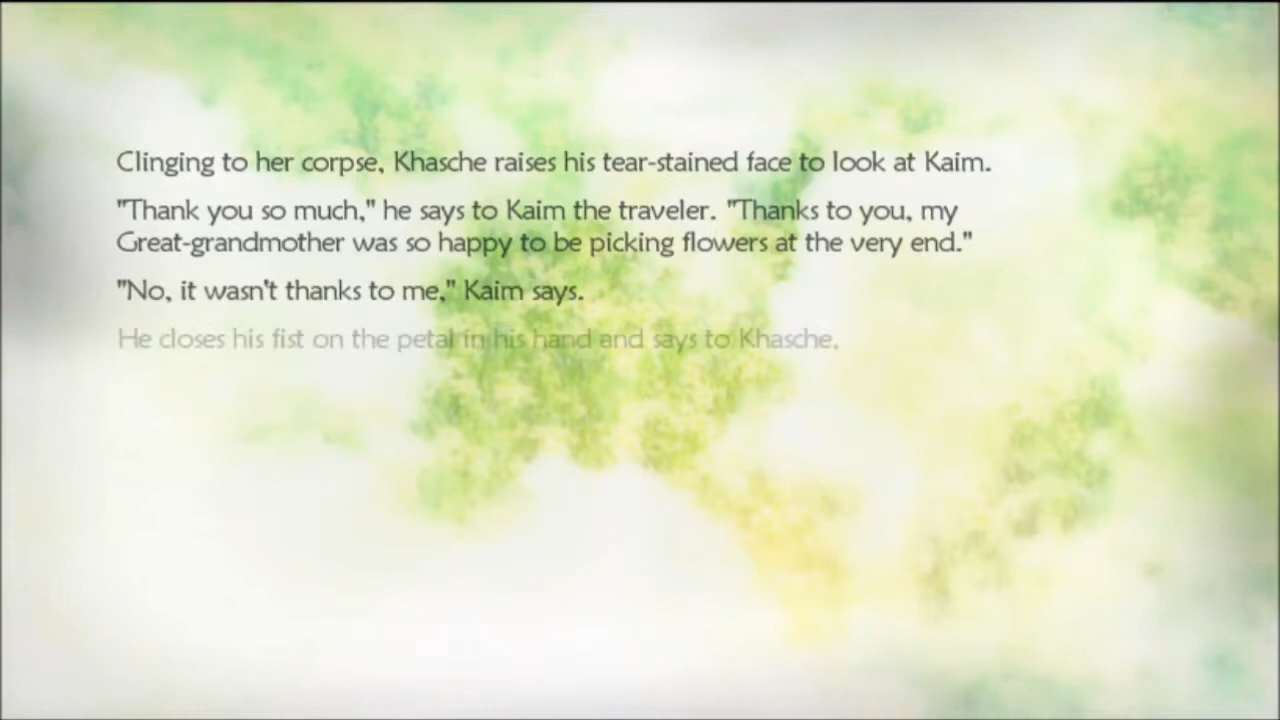 Clinging to her corpse, Khasche raises his tear-stained face to look at Kaim.
"Thank you so much," he says to Kaim the traveler. "Thanks to you, my
Great-grandmother was so happy to be picking flowers at the very end."
"No, it wasn't thanks to me," Kaim says.
He closes his fist on the petal in his hand and says to Khasche,